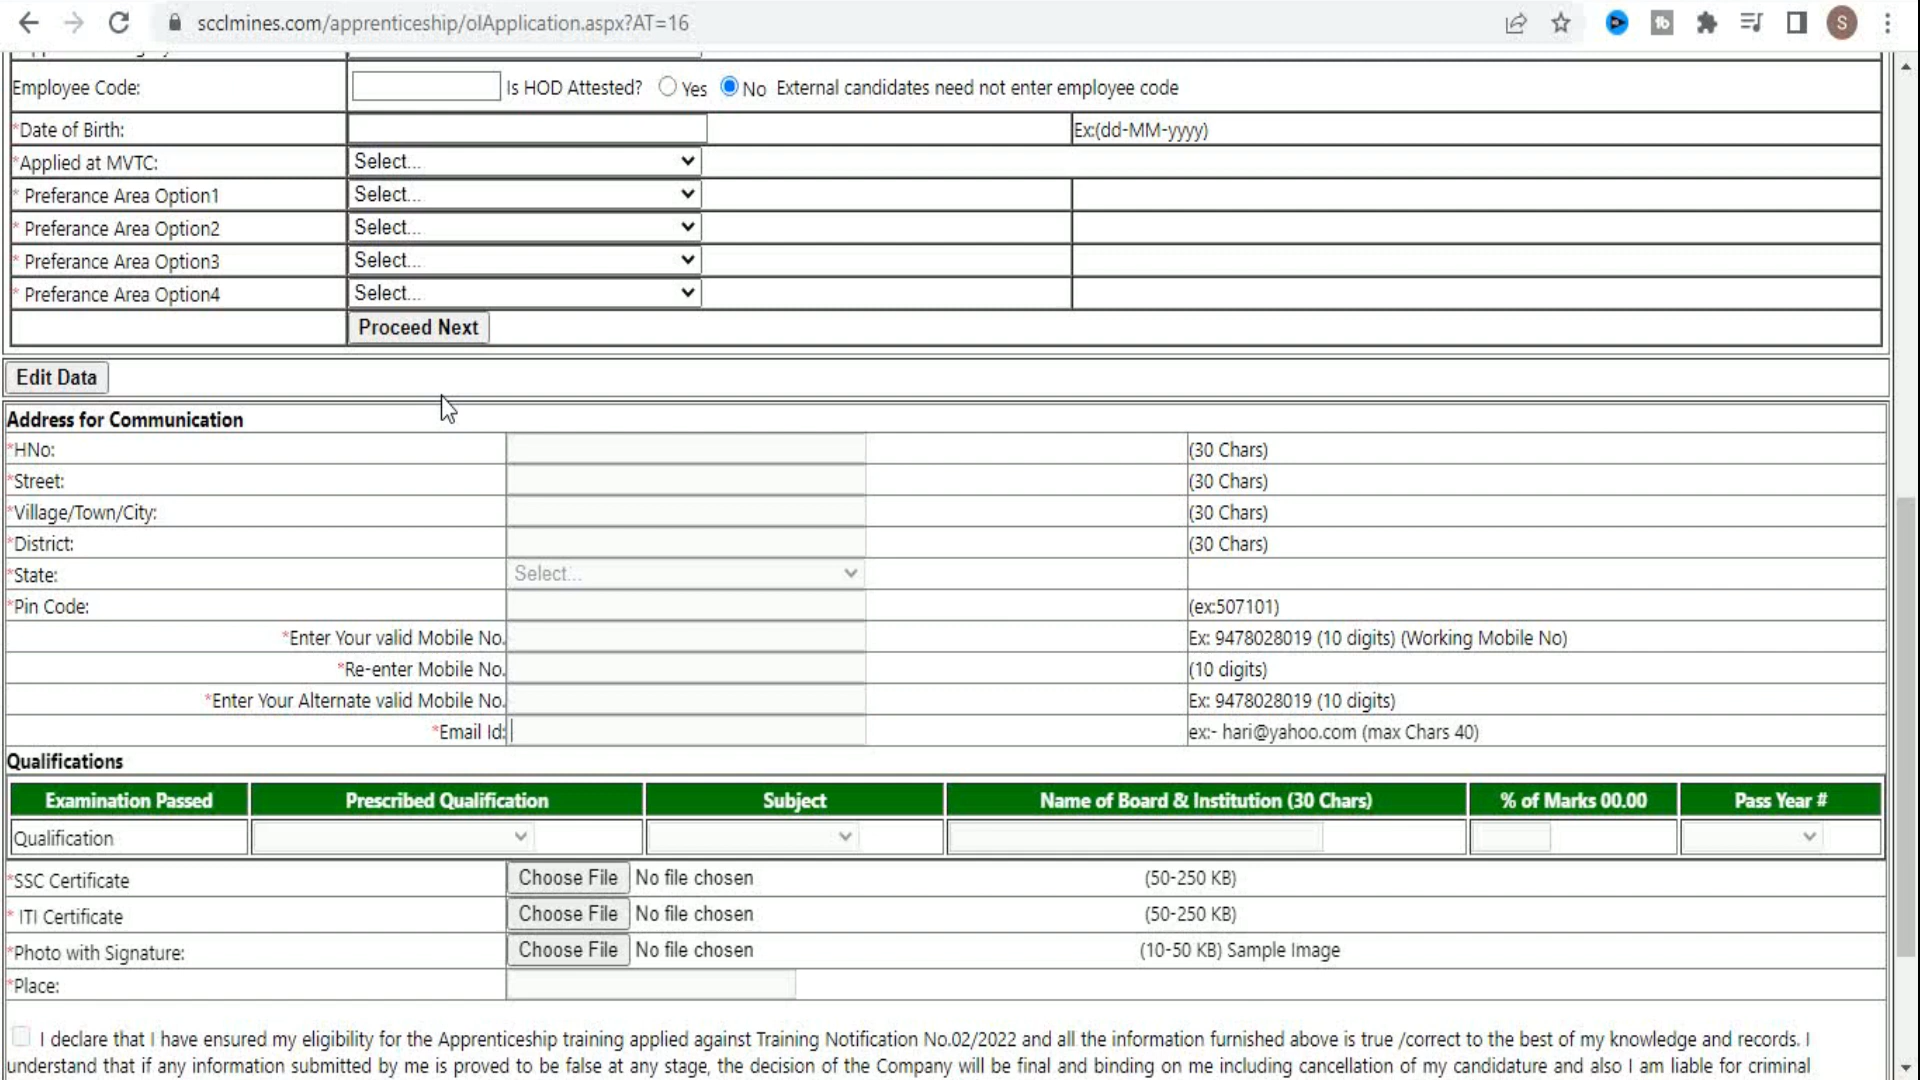 scclmines.com/apprenticeship/olApplication.aspx?AT=16
S
Employee Code: Is HOD Attested? Yes No External candidates need not enter employee code
*Date of Birth: Ex:(dd-MM-yyyy)
*Applied at MVTC: Select...
* Preferance Area Option1 Select...
* Preferance Area Option2 Select...
* Preferance Area Option3 Select...
* Preferance Area Option4 Select...
Proceed Next
Edit Data
Address for Communication
*HNo: (30 Chars)
*Street: (30 Chars)
*Village/Town/City: (30 Chars)
*District: (30 Chars)
*State: Select...
*Pin Code: (ex:507101)
*Enter Your valid Mobile No. Ex: 9478028019 (10 digits) (Working Mobile No)
*Re-enter Mobile No. (10 digits)
*Enter Your Alternate valid Mobile No. Ex: 9478028019 (10 digits)
*Email Id: ex:- hari@yahoo.com (max Chars 40)
Qualifications
Examination Passed Prescribed Qualification Subject Name of Board & Institution (30 Chars) % of Marks 00.00 Pass Year #
Qualification
*SSC Certificate Choose File No file chosen (50-250 KB)
* ITI Certificate Choose File No file chosen (50-250 KB)
*Photo with Signature: Choose File No file chosen (10-50 KB) Sample Image
*Place:
I declare that I have ensured my eligibility for the Apprenticeship training applied against Training Notification No.02/2022 and all the information furnished above is true /correct to the best of my knowledge and records. I
understand that if any information submitted by me is proved to be false at any stage, the decision of the Company will be final and binding on me including cancellation of my candidature and also I am liable for criminal